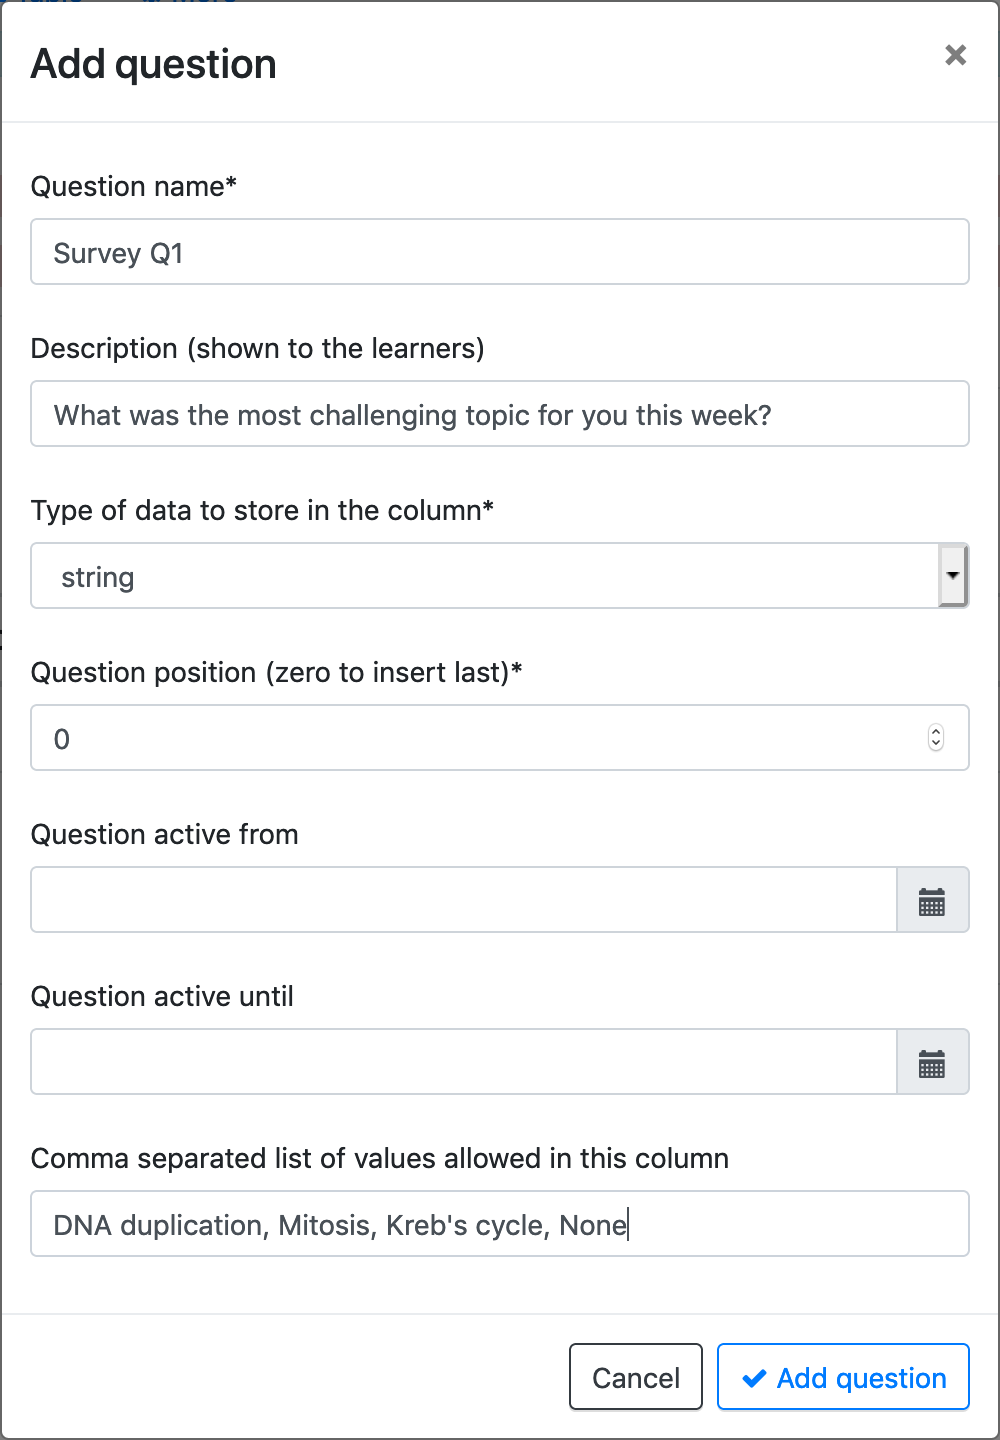 Add question
×
Question name*
Survey Q1
Description (shown to the learners)
What was the most challenging topic for you this week?
Type of data to store in the column*
string
Question position (zero to insert last)*
0
Question active from
Question active until
Comma separated list of values allowed in this column
DNA duplication, Mitosis, Kreb's cycle, None
Cancel
Add question